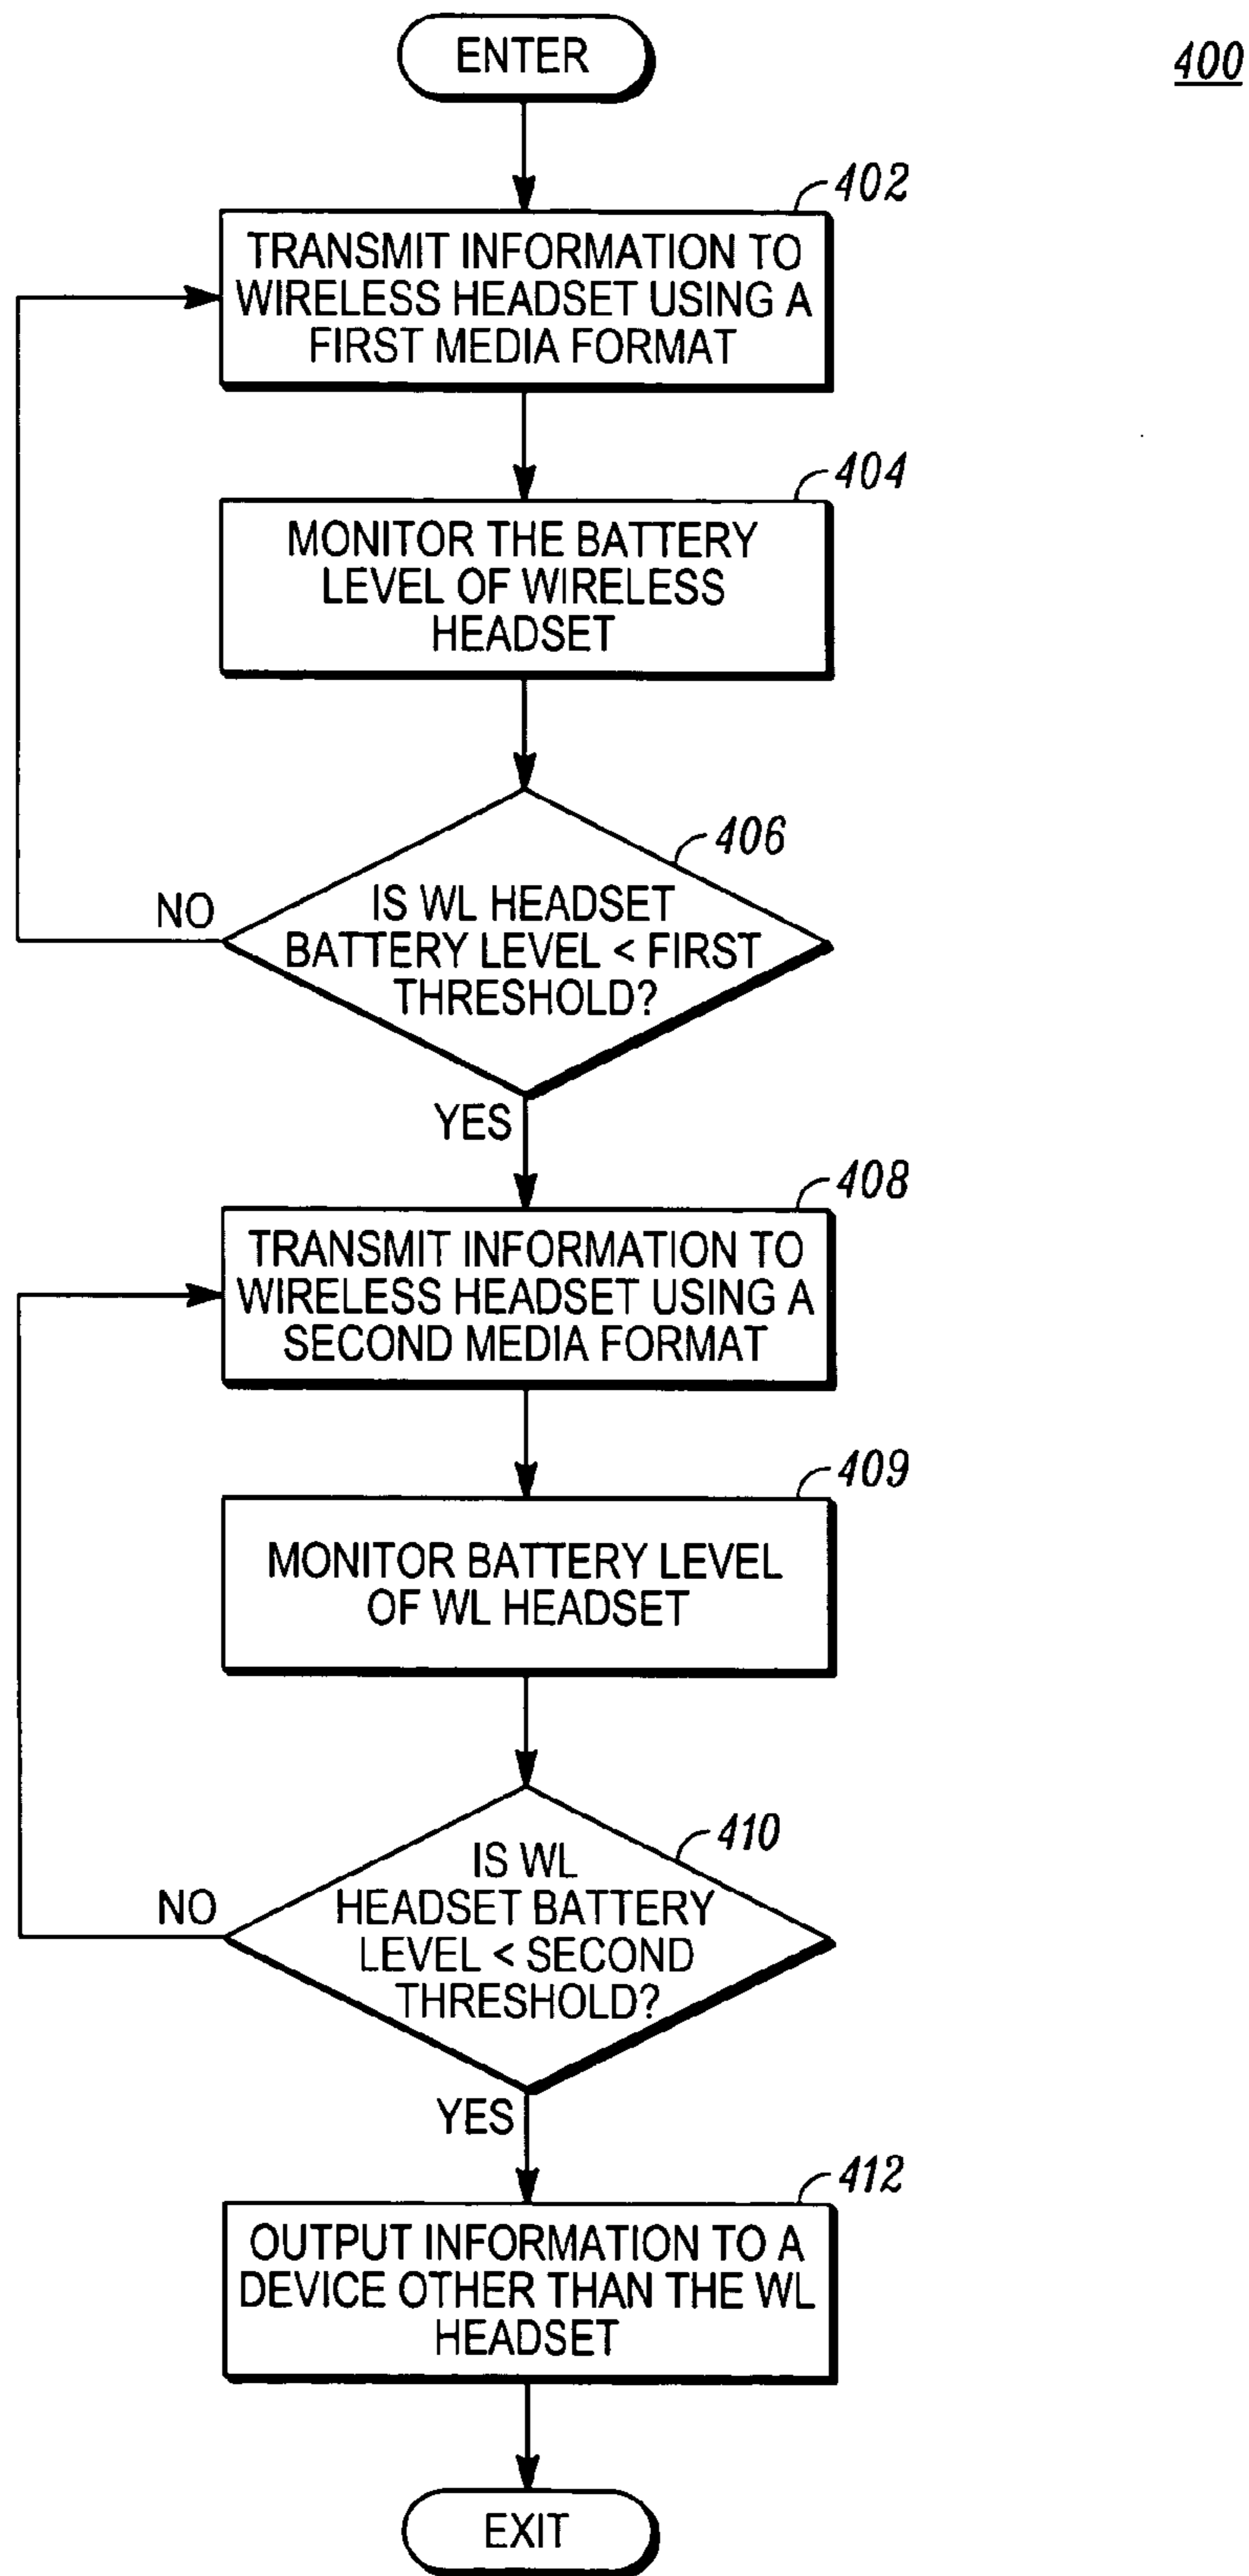 ENTER
400
402
TRANSMIT INFORMATION TO
WIRELESS HEADSET USING A
FIRST MEDIA FORMAT
404
MONITOR THE BATTERY
LEVEL OF WIRELESS
HEADSET
406
IS WL HEADSET
BATTERY LEVEL < FIRST
THRESHOLD?
NO
YES
408
TRANSMIT INFORMATION TO
WIRELESS HEADSET USING A
SECOND MEDIA FORMAT
409
MONITOR BATTERY LEVEL
OF WL HEADSET
410
IS WL
HEADSET BATTERY
LEVEL < SECOND
THRESHOLD?
NO
YES
412
OUTPUT INFORMATION TO A
DEVICE OTHER THAN THE WL
HEADSET
EXIT